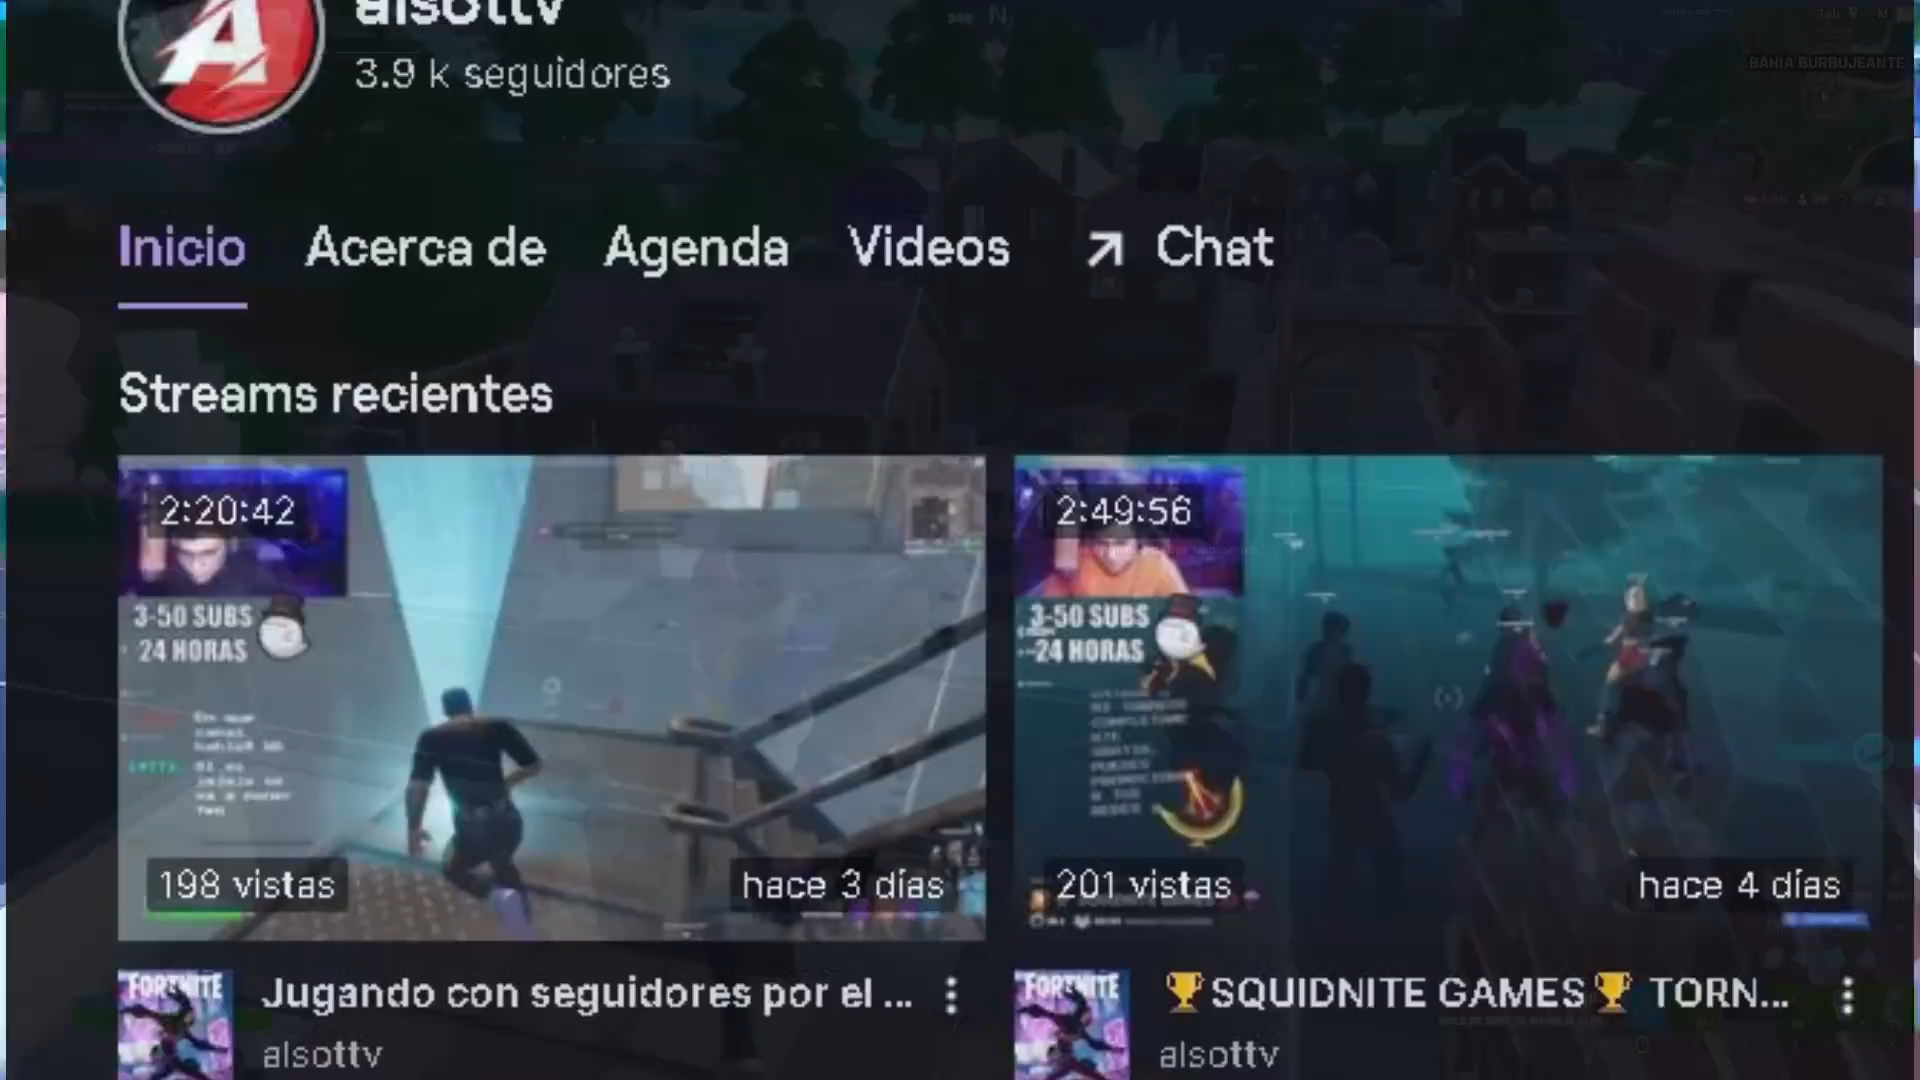 alsottv
3.9 k seguidores
BAHÍA BURBUJEANTE
Inicio Acerca de Agenda Videos Chat
Streams recientes
2:20:42
3-50 SUBS
24 HORAS
198 vistas
hace 3 días
2:49:56
3-50 SUBS
24 HORAS
201 vistas
hace 4 días
FORTNITE
Jugando con seguidores por el ...
alsottv
FORTNITE
🏆SQUIDNITE GAMES🏆 TORN...
alsottv